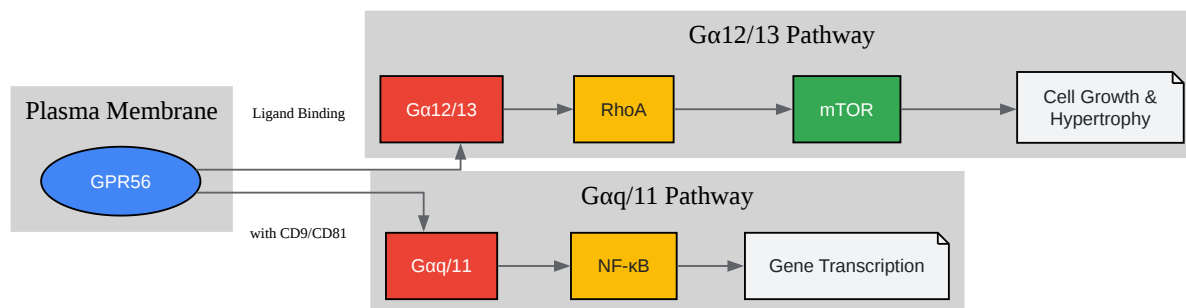 Gα12/13 Pathway
Plasma Membrane
Ligand Binding
Gα12/13
RhoA
mTOR
Cell Growth &
Hypertrophy
GPR56
Gαq/11 Pathway
with CD9/CD81
Gαq/11
NF-κB
Gene Transcription